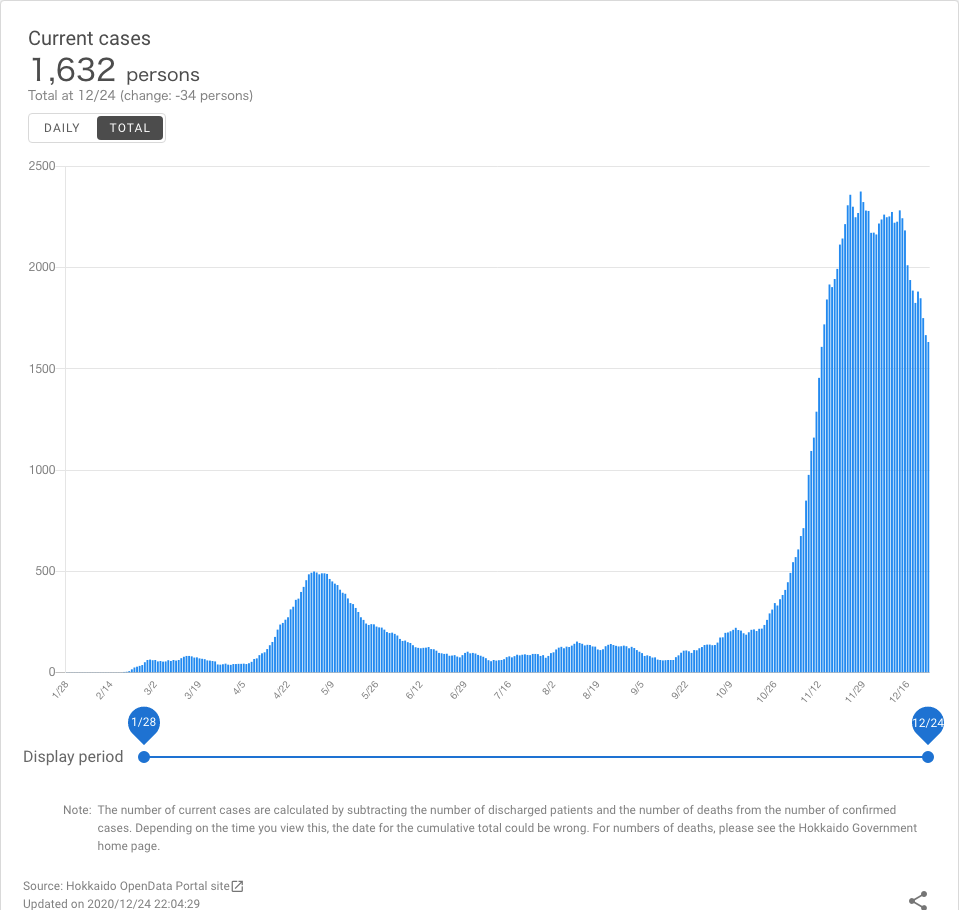 Current cases
1,632 persons
Total at 12/24 (change: -34 persons)
DAILY TOTAL
2500
2000
1500
1000
500
0
1/28 2/14 3/2 3/19 4/5 4/22 5/9 5/26 6/12 6/29 7/16 8/2 8/19 9/5 9/22 10/9 10/26 11/12 11/29 12/16
1/28 12/24
Display period
Note: The number of current cases are calculated by subtracting the number of discharged patients and the number of deaths from the number of confirmed
cases. Depending on the time you view this, the date for the cumulative total could be wrong. For numbers of deaths, please see the Hokkaido Government
home page.
Source: Hokkaido OpenData Portal site
Updated on 2020/12/24 22:04:29